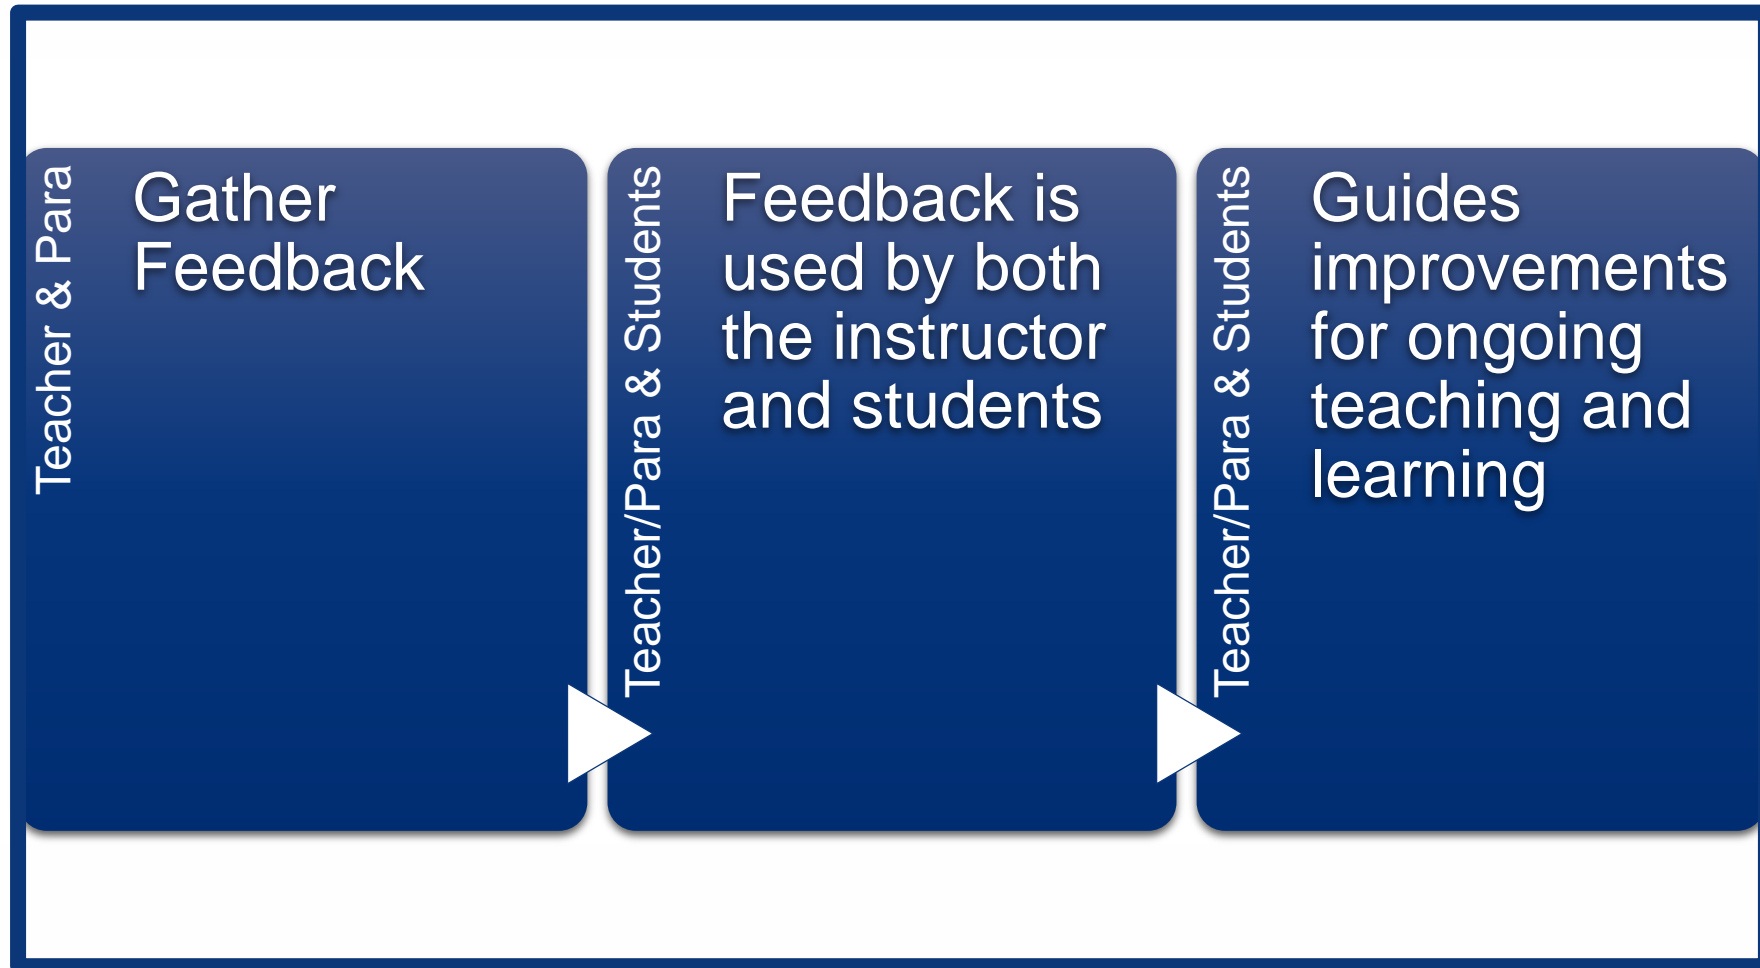 Teacher & Para
Gather
Feedback
Teacher/Para & Students
Feedback is
used by both
the instructor
and students
Teacher/Para & Students
Guides
improvements
for ongoing
teaching and
learning